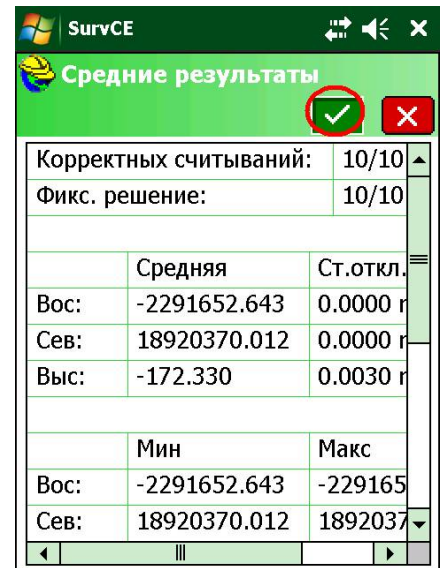 SurvCE
Средние результаты
Корректных считываний: 10/10
Фикс. решение: 10/10
Средняя Ст.откл.
Вос: -2291652.643 0.0000
Сев: 18920370.012 0.0000
Выс: -172.330 0.0030
Мин Макс
Вос: -2291652.643 -229165
Сев: 18920370.012 1892037